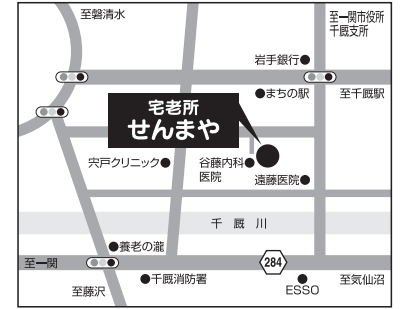 至磐清水
至一関市役所
千厩支所
岩手銀行
まちの駅
至千厩駅
宅老所
せんまや
宍戸クリニック
谷藤内科
医院
遠藤医院
千厩川
養老の瀧
至一関
284
千厩消防署
ESSO
至気仙沼
至藤沢